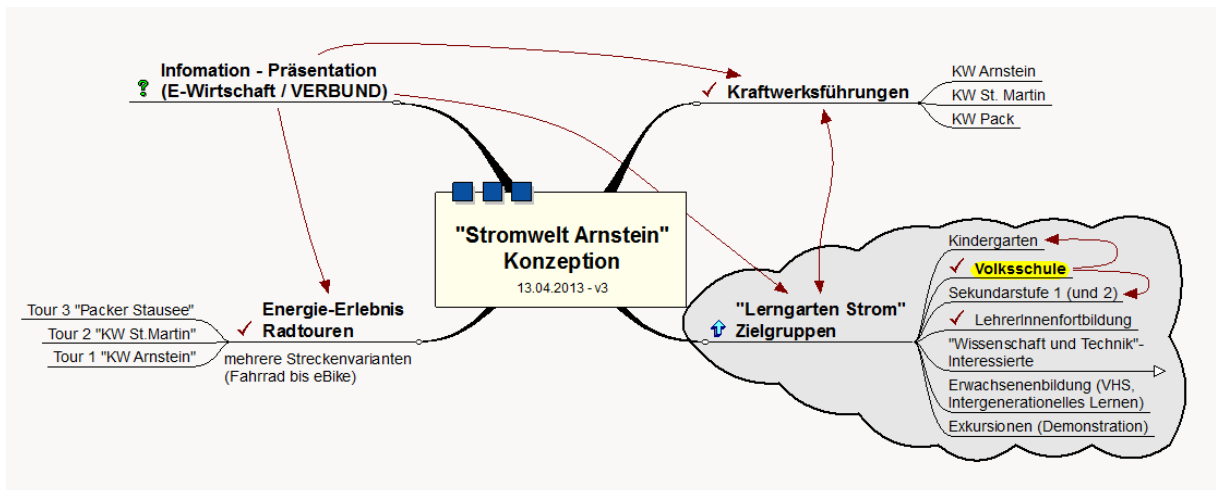 Infomation - Präsentation
(E-Wirtschaft / VERBUND)
Kraftwerksführungen
KW Arnstein
KW St. Martin
KW Pack
"Stromwelt Arnstein"
Konzeption
13.04.2013 - v3
Tour 3 "Packer Stausee"
Tour 2 "KW St.Martin"
Tour 1 "KW Arnstein"
Energie-Erlebnis
Radtouren
mehrere Streckenvarianten
(Fahrrad bis eBike)
"Lerngarten Strom"
Zielgruppen
Kindergarten
Volksschule
Sekundarstufe 1 (und 2)
LehrerInnenfortbildung
"Wissenschaft und Technik"-
Interessierte
Erwachsenenbildung (VHS,
Intergenerationelles Lernen)
Exkursionen (Demonstration)